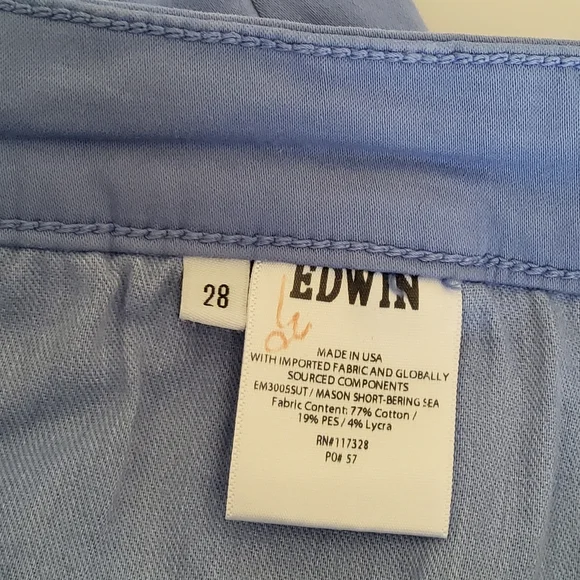 28
EDWIN
MADE IN USA
WITH IMPORTED FABRIC AND GLOBALLY
SOURCED COMPONENTS
EM3005SUT / MASON SHORT-BERING SEA
Fabric Content: 77% Cotton /
19% PES / 4% Lycra
RN#117328
PO# 57